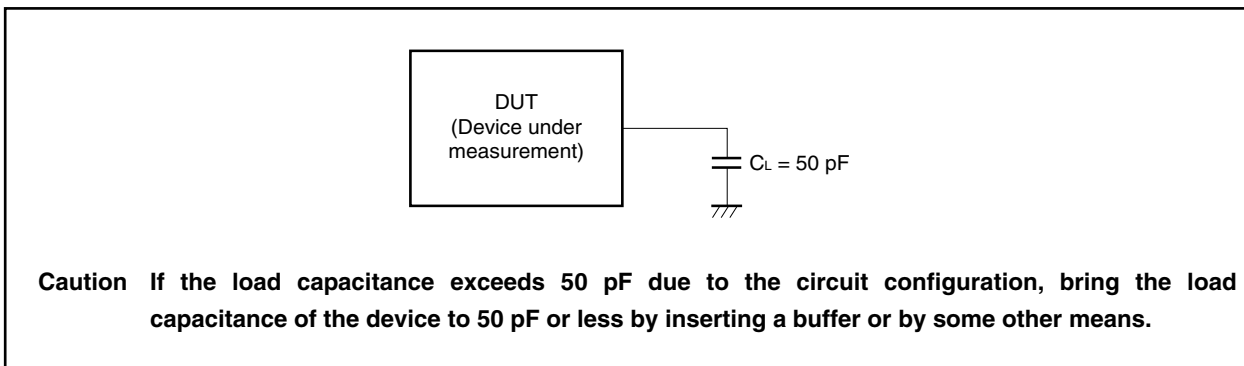 DUT
(Device under
measurement)
CL = 50 pF
Caution If the load capacitance exceeds 50 pF due to the circuit configuration, bring the load
capacitance of the device to 50 pF or less by inserting a buffer or by some other means.